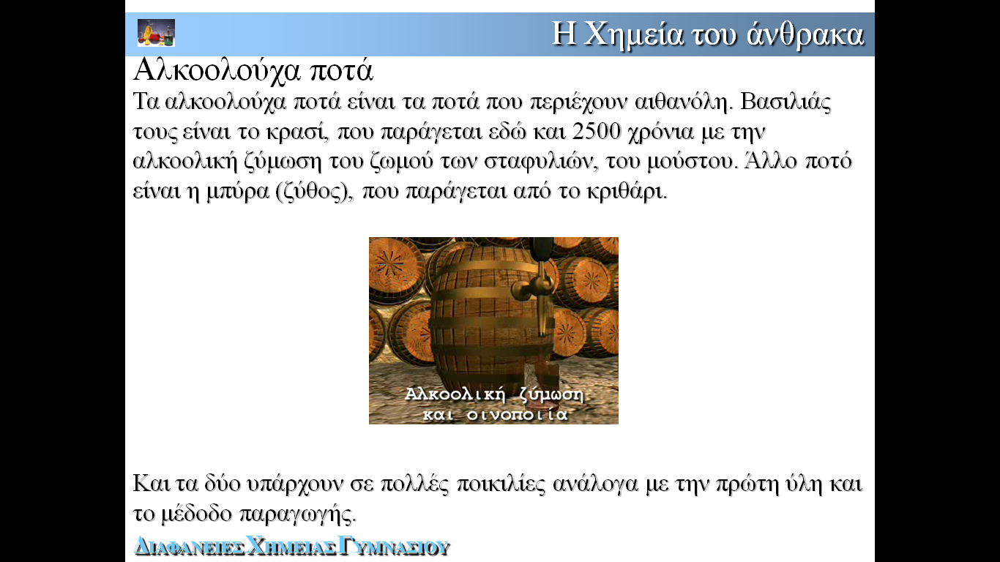 Η Χημεία του άνθρακα
Αλκοολούχα ποτά
Τα αλκοολούχα ποτά είναι τα ποτά που περιέχουν αιθανόλη. Βασιλιάς
τους είναι το κρασί, που παράγεται εδώ και 2500 χρόνια με την
αλκοολική ζύμωση του ζωμού των σταφυλιών, του μούστου. Άλλο ποτό
είναι η μπύρα (ζύθος), που παράγεται από το κριθάρι.
Αλκοολική ζύμωση
και οινοποιία
Και τα δύο υπάρχουν σε πολλές ποικιλίες ανάλογα με την πρώτη ύλη και
το μέδοδο παραγωγής.
ΔΙΑΦΑΝΕΙΕΣ ΧΗΜΕΙΑΣ ΓΥΜΝΑΣΙΟΥ